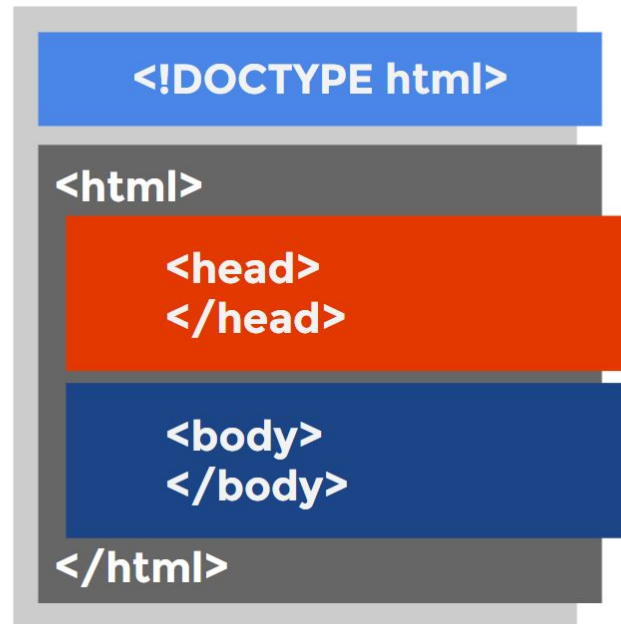 <!DOCTYPE html>
<html>
<head>
</head>
<body>
</body>
</html>